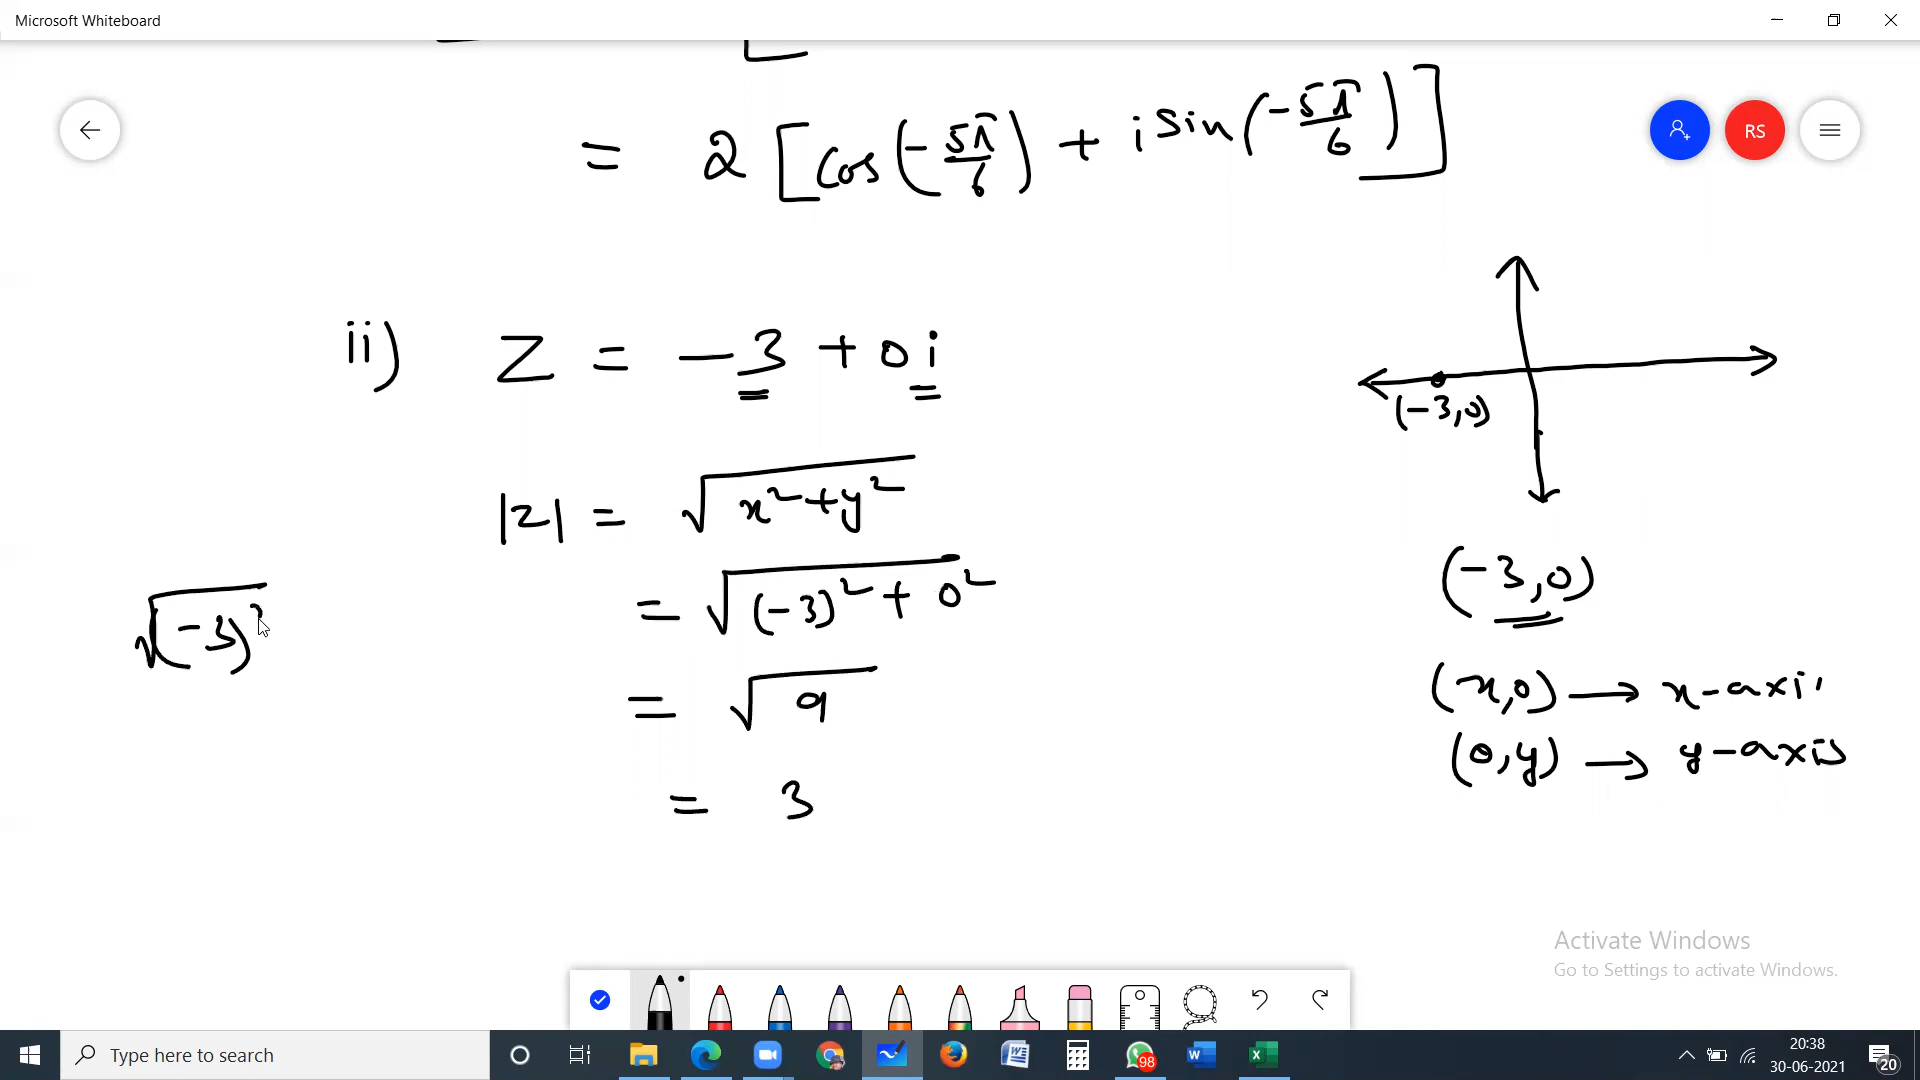 Microsoft Whiteboard
= 2 [cos(-5π/6) + i sin(-5π/6)]
RS
ii) Z = -3 + 0i
(-3,0)
|z| = √(x²+y²)
= √((-3)² + 0²)
√(-3)²
(-3,0)
= √9
(x,0) → x-axi
(0,y) → y-axis
= 3
Activate Windows
Go to Settings to activate Windows.
Type here to search
98
20:38
30-06-2021
20